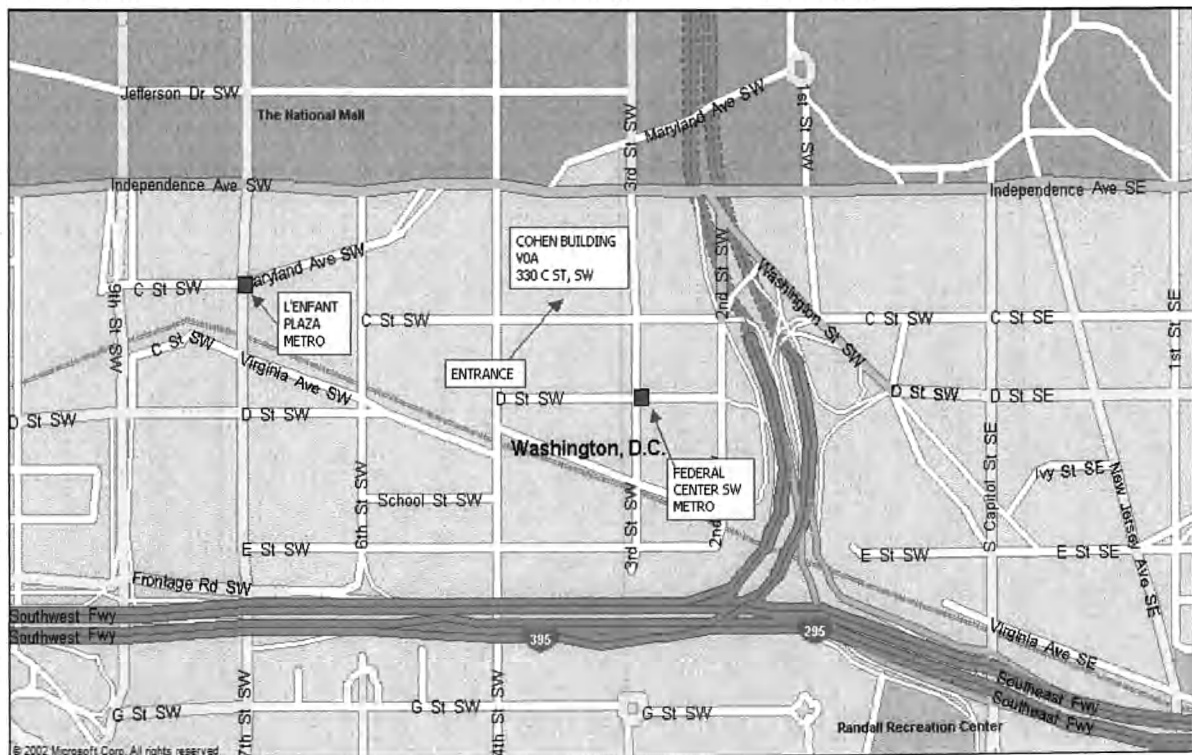 Jefferson Dr SW
The National Mall
3rd St SW
Maryland Ave SW
1st St SW
Independence Ave SW
Independence Ave SE
COHEN BUILDING
VOA
330 C ST, SW
2nd St SW
Washington St SW
aryland Ave SW
C St SW
9th St SW
L'ENFANT
PLAZA
METRO
C St SW
C St SW
C St SE
1st St SE
C St SW
Virginia Ave SW
ENTRANCE
D St SW
D St SW
D St SE
D St SW
D St SW
Washington, D.C.
FEDERAL
CENTER SW
METRO
Ivy St SE
New Jersey Ave SE
S Capitol St SE
6th St SW
School St SW
3rd St SW
2nd
E St SW
E St SW
E St SE
Frontage Rd SW
Southwest Fwy
Southwest Fwy
395
295
Virginia Ave SE
Southeast Fwy
Southeast Fwy
G St SW
7th St SW
G St SW
4th St SW
G St SW
Randall Recreation Center
© 2002 Microsoft Corp. All rights reserved